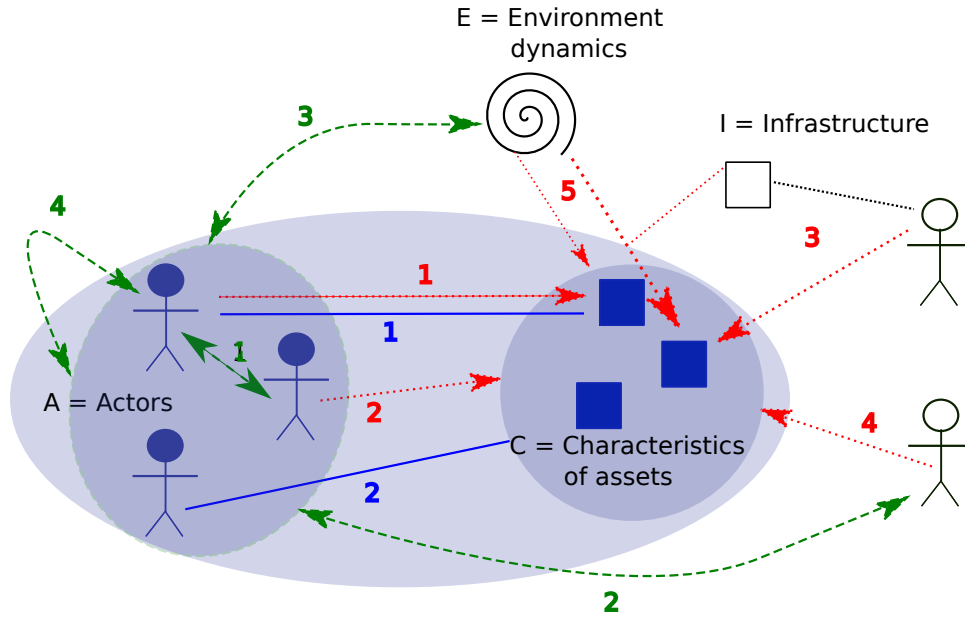 E = Environment
dynamics
3
I = Infrastructure
5
4
3
1
1
1
A = Actors
2
4
C = Characteristics
of assets
2
2